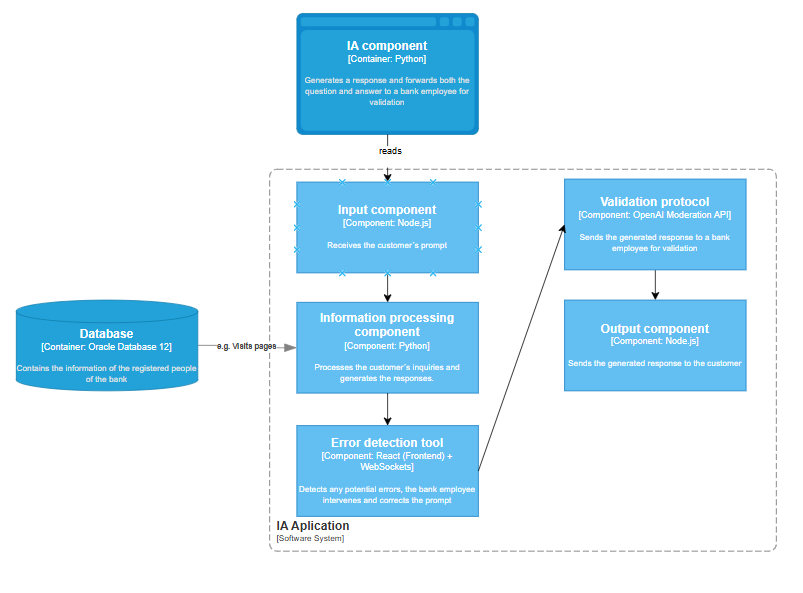 IA component
[Container: Python]
Generates a response and forwards both the
question and answer to a bank employee for
validation
reads
Input component
[Component: Node.js]
Receives the customer´s prompt
Validation protocol
[Component: OpenAI Moderation API]
Sends the generated response to a bank
employee for validation
Database
[Container: Oracle Database 12]
Contains the information of the registered people
of the bank
e.g. Visits pages
Information processing
component
[Component: Python]
Processes the customer´s inquiries and
generates the responses.
Output component
[Component: Node.js]
Sends the generated response to the customer
Error detection tool
[Component: React (Frontend) +
WebSockets]
Detects any potential errors, the bank employee
intervenes and corrects the prompt
IA Aplication
[Software System]